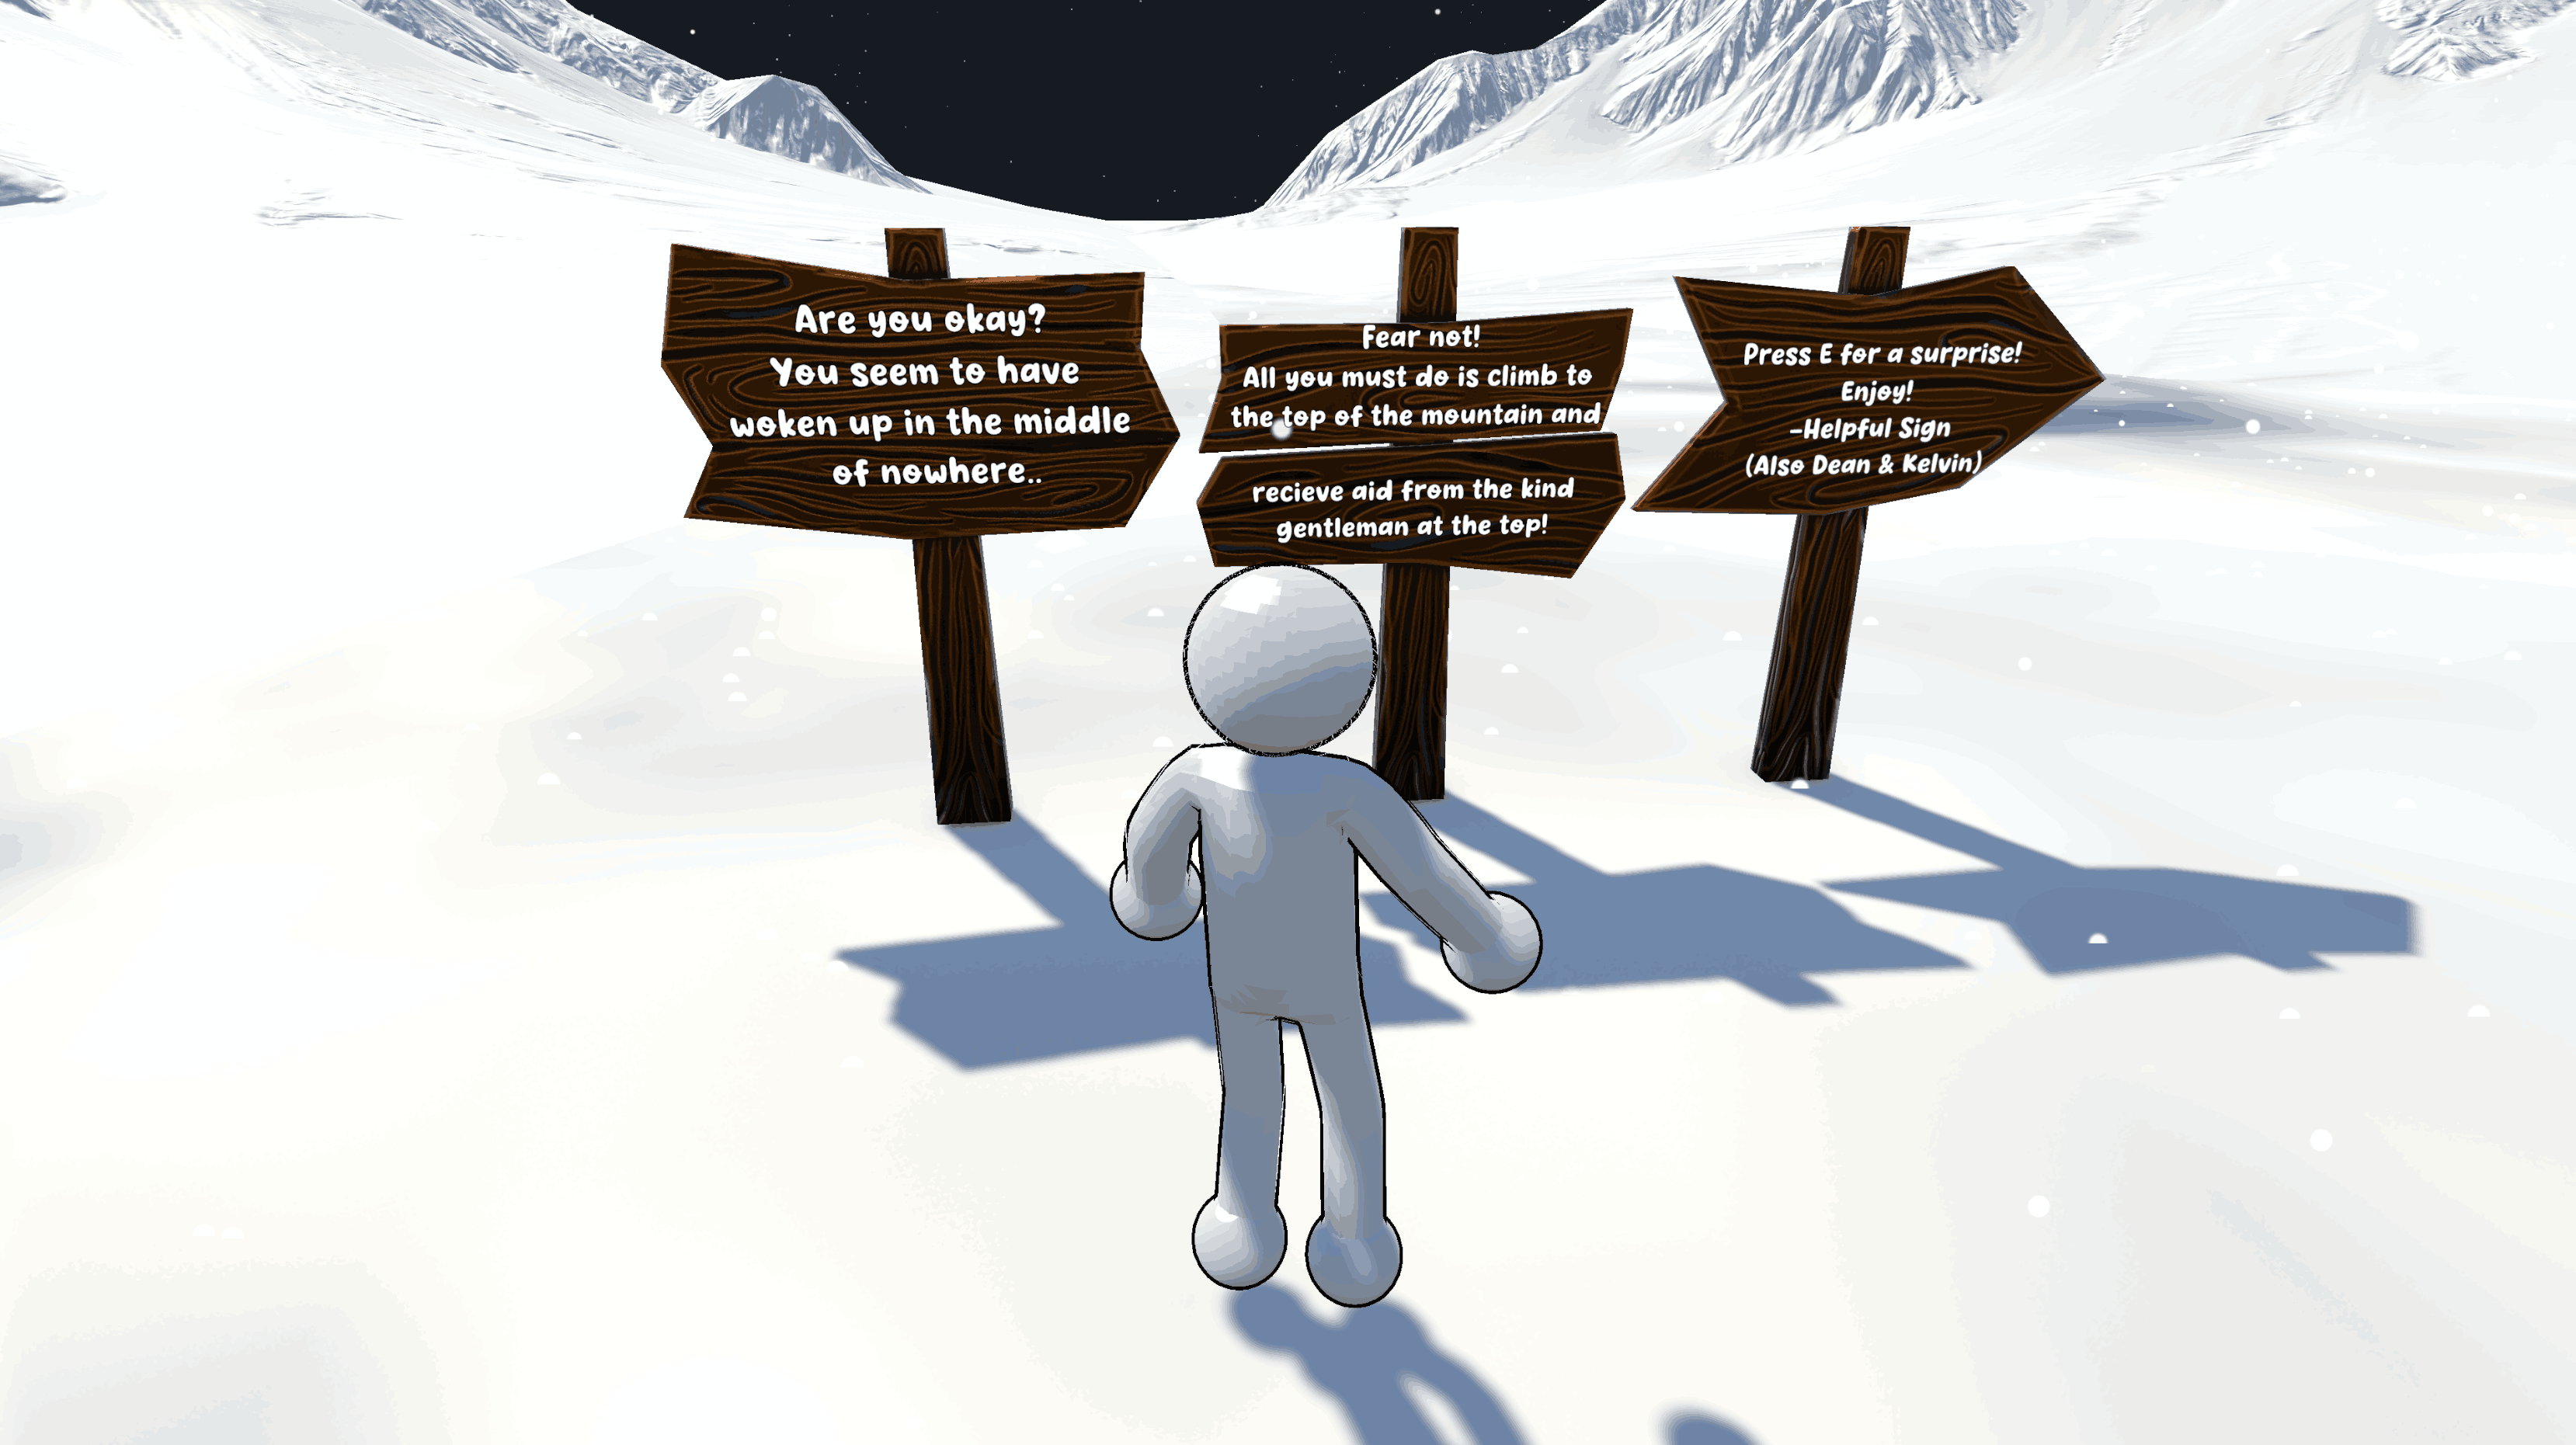 Are you okay?
You seem to have
woken up in the middle
of nowhere..
Fear not!
All you must do is climb to
the top of the mountain and
recieve aid from the kind
gentleman at the top!
Press E for a surprise!
Enjoy!
-Helpful Sign
(Also Dean & Kelvin)